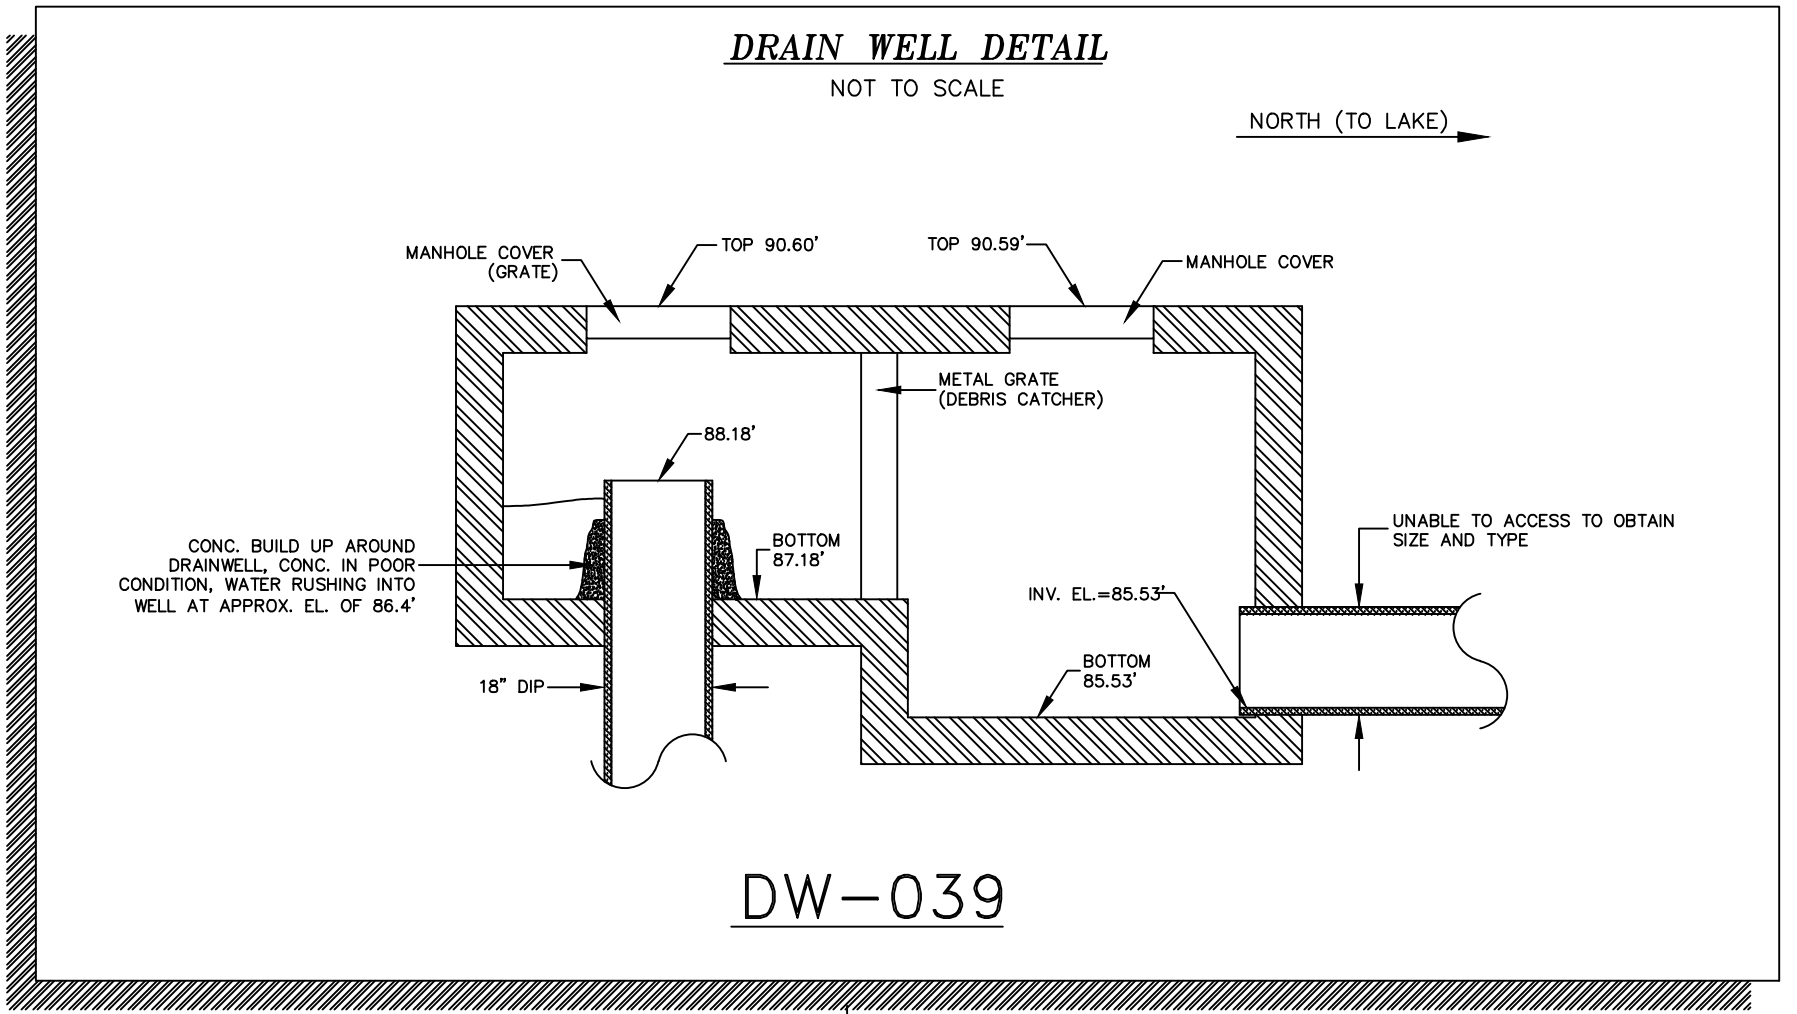 DRAIN WELL DETAIL
NOT TO SCALE
NORTH (TO LAKE)
MANHOLE COVER
(GRATE)
TOP 90.60'
TOP 90.59'
MANHOLE COVER
METAL GRATE
(DEBRIS CATCHER)
88.18'
CONC. BUILD UP AROUND
DRAINWELL, CONC. IN POOR
CONDITION, WATER RUSHING INTO
WELL AT APPROX. EL. OF 86.4'
BOTTOM
87.18'
UNABLE TO ACCESS TO OBTAIN
SIZE AND TYPE
INV. EL.=85.53'
BOTTOM
85.53'
18" DIP
DW-039